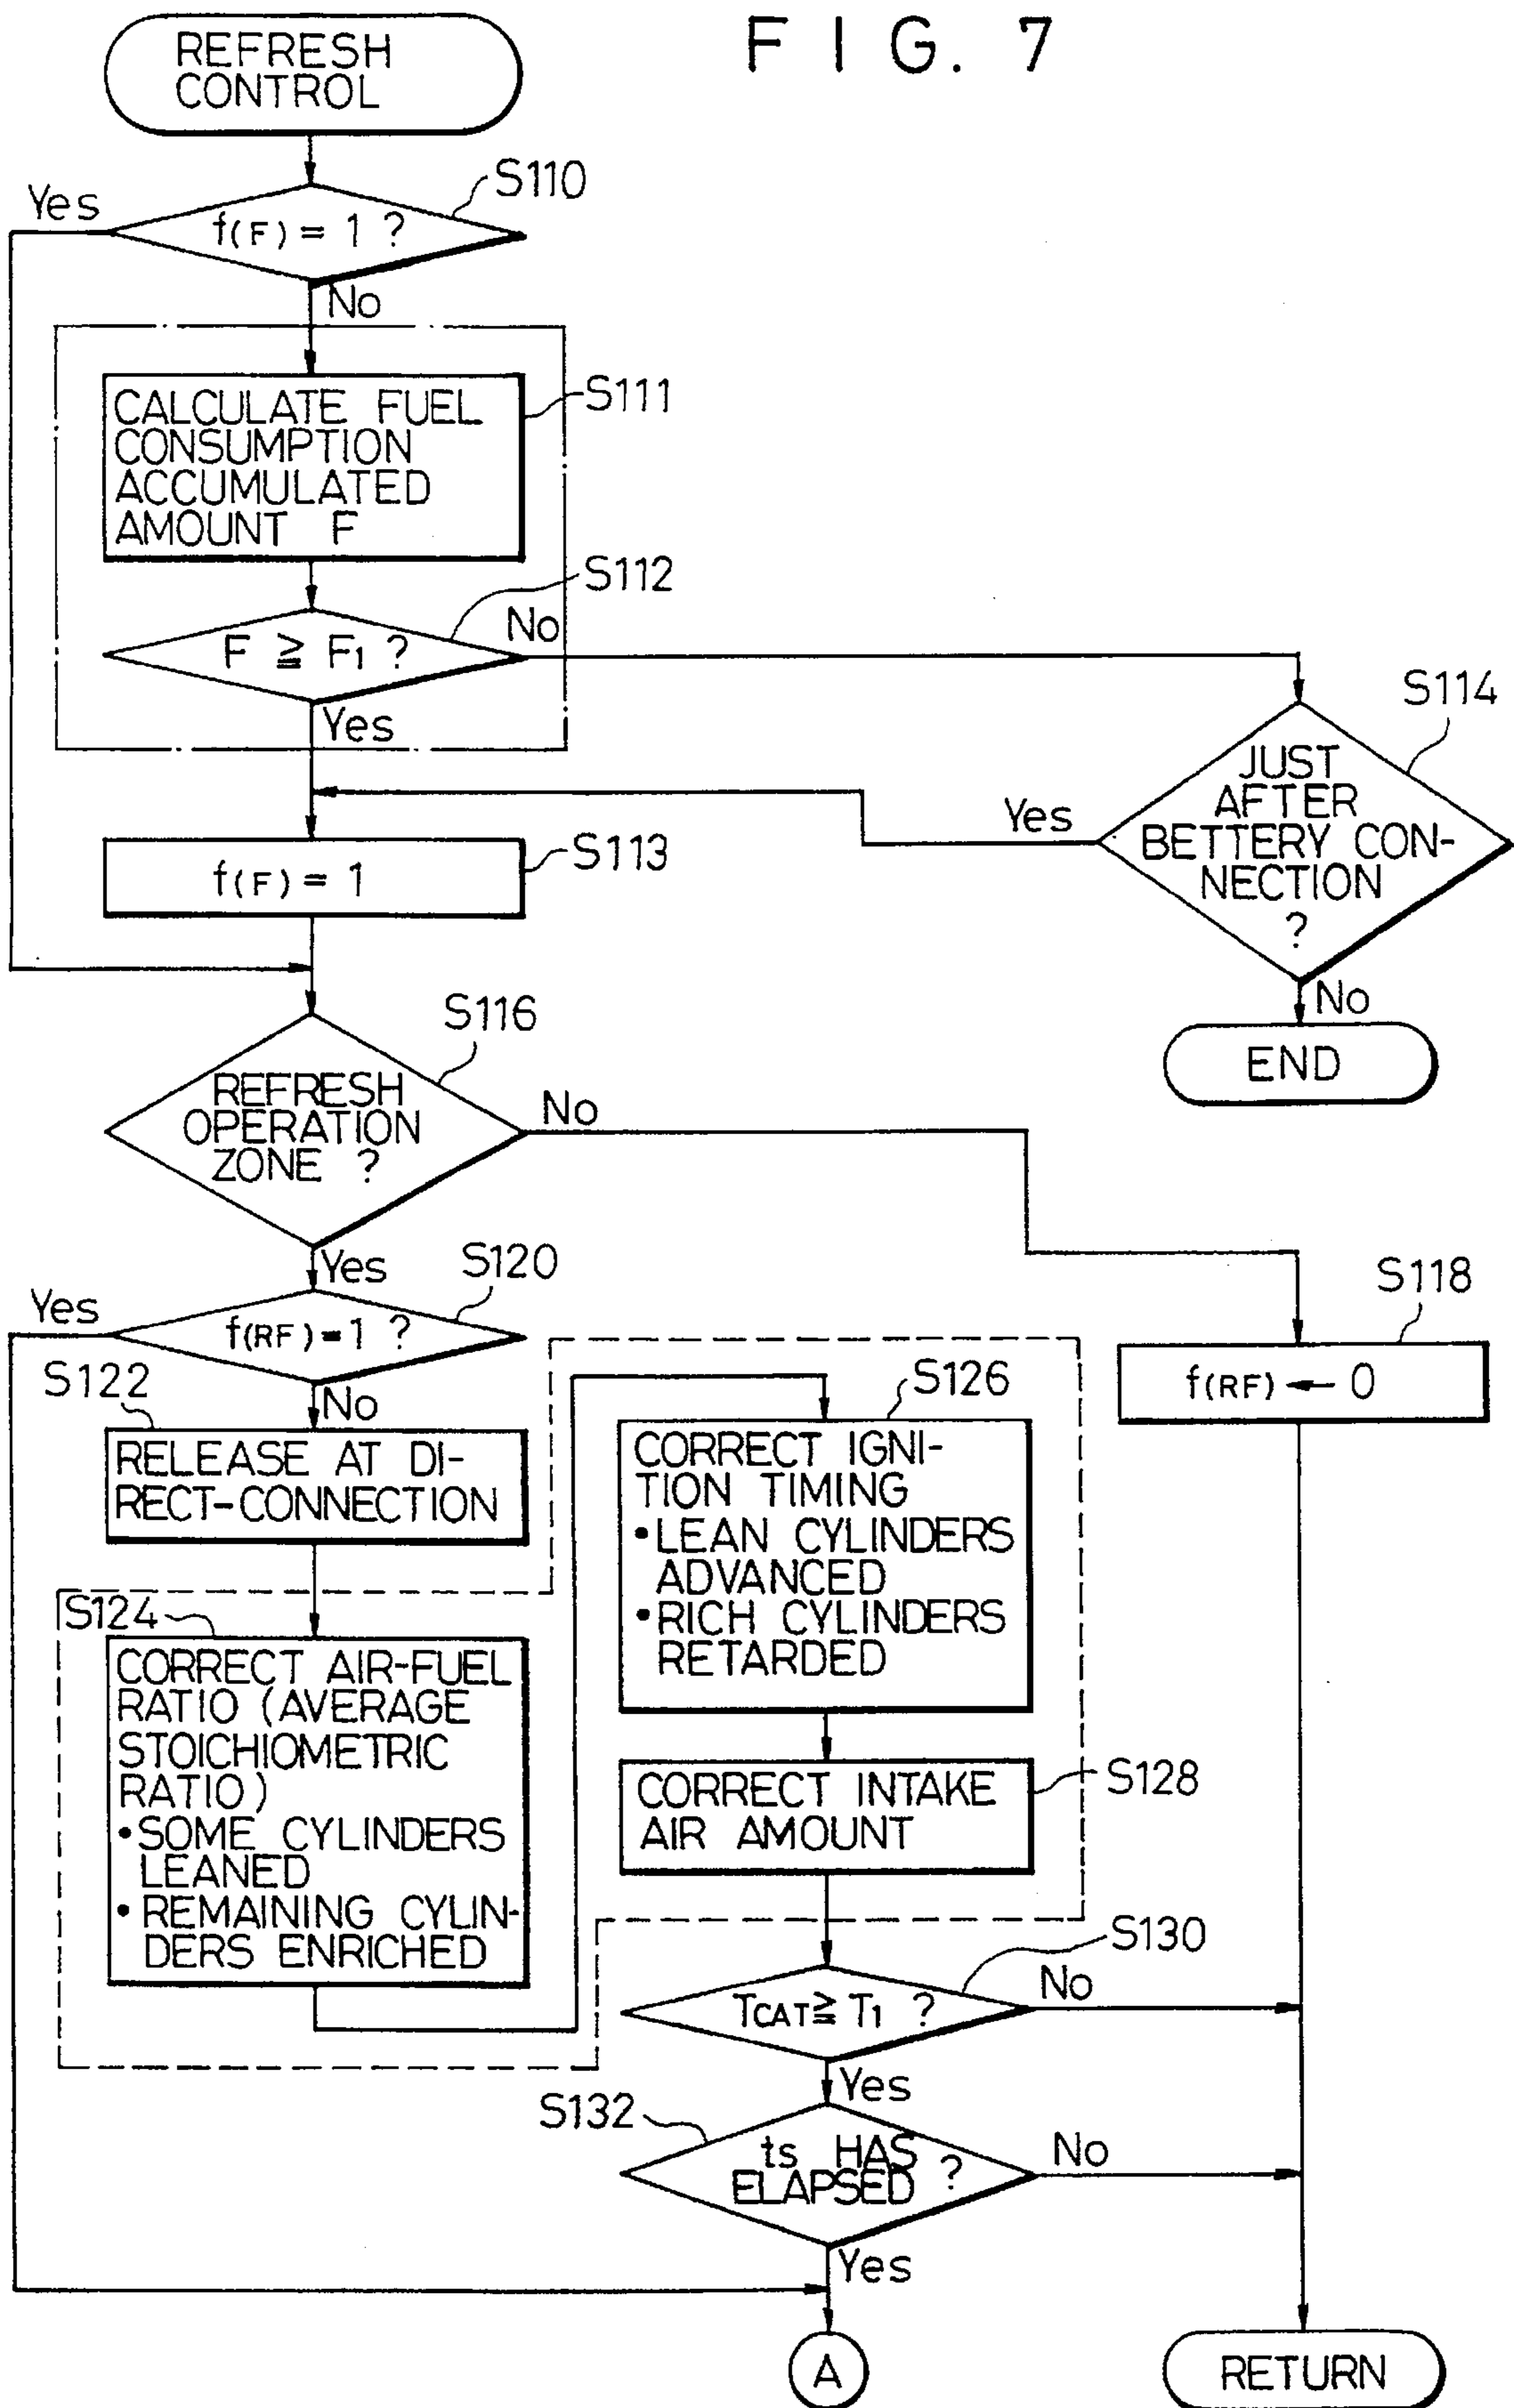 FIG. 7
REFRESH
CONTROL
S110
Yes
f(F) = 1 ?
No
S111
CALCULATE FUEL
CONSUMPTION
ACCUMULATED
AMOUNT F
S112
F ≧ F1 ?
No
Yes
S114
JUST
AFTER
BETTERY CON-
NECTION
?
Yes
No
END
S113
f(F) = 1
S116
REFRESH
OPERATION
ZONE ?
No
Yes
S118
f(RF) ← 0
S120
Yes
f(RF) = 1 ?
No
S122
RELEASE AT DI-
RECT-CONNECTION
S124
CORRECT AIR-FUEL
RATIO (AVERAGE
STOICHIOMETRIC
RATIO)
• SOME CYLINDERS
LEANED
• REMAINING CYLIN-
DERS ENRICHED
S126
CORRECT IGNI-
TION TIMING
• LEAN CYLINDERS
ADVANCED
• RICH CYLINDERS
RETARDED
S128
CORRECT INTAKE
AIR AMOUNT
S130
TCAT ≧ T1 ?
No
Yes
S132
ts HAS
ELAPSED ?
No
Yes
A
RETURN